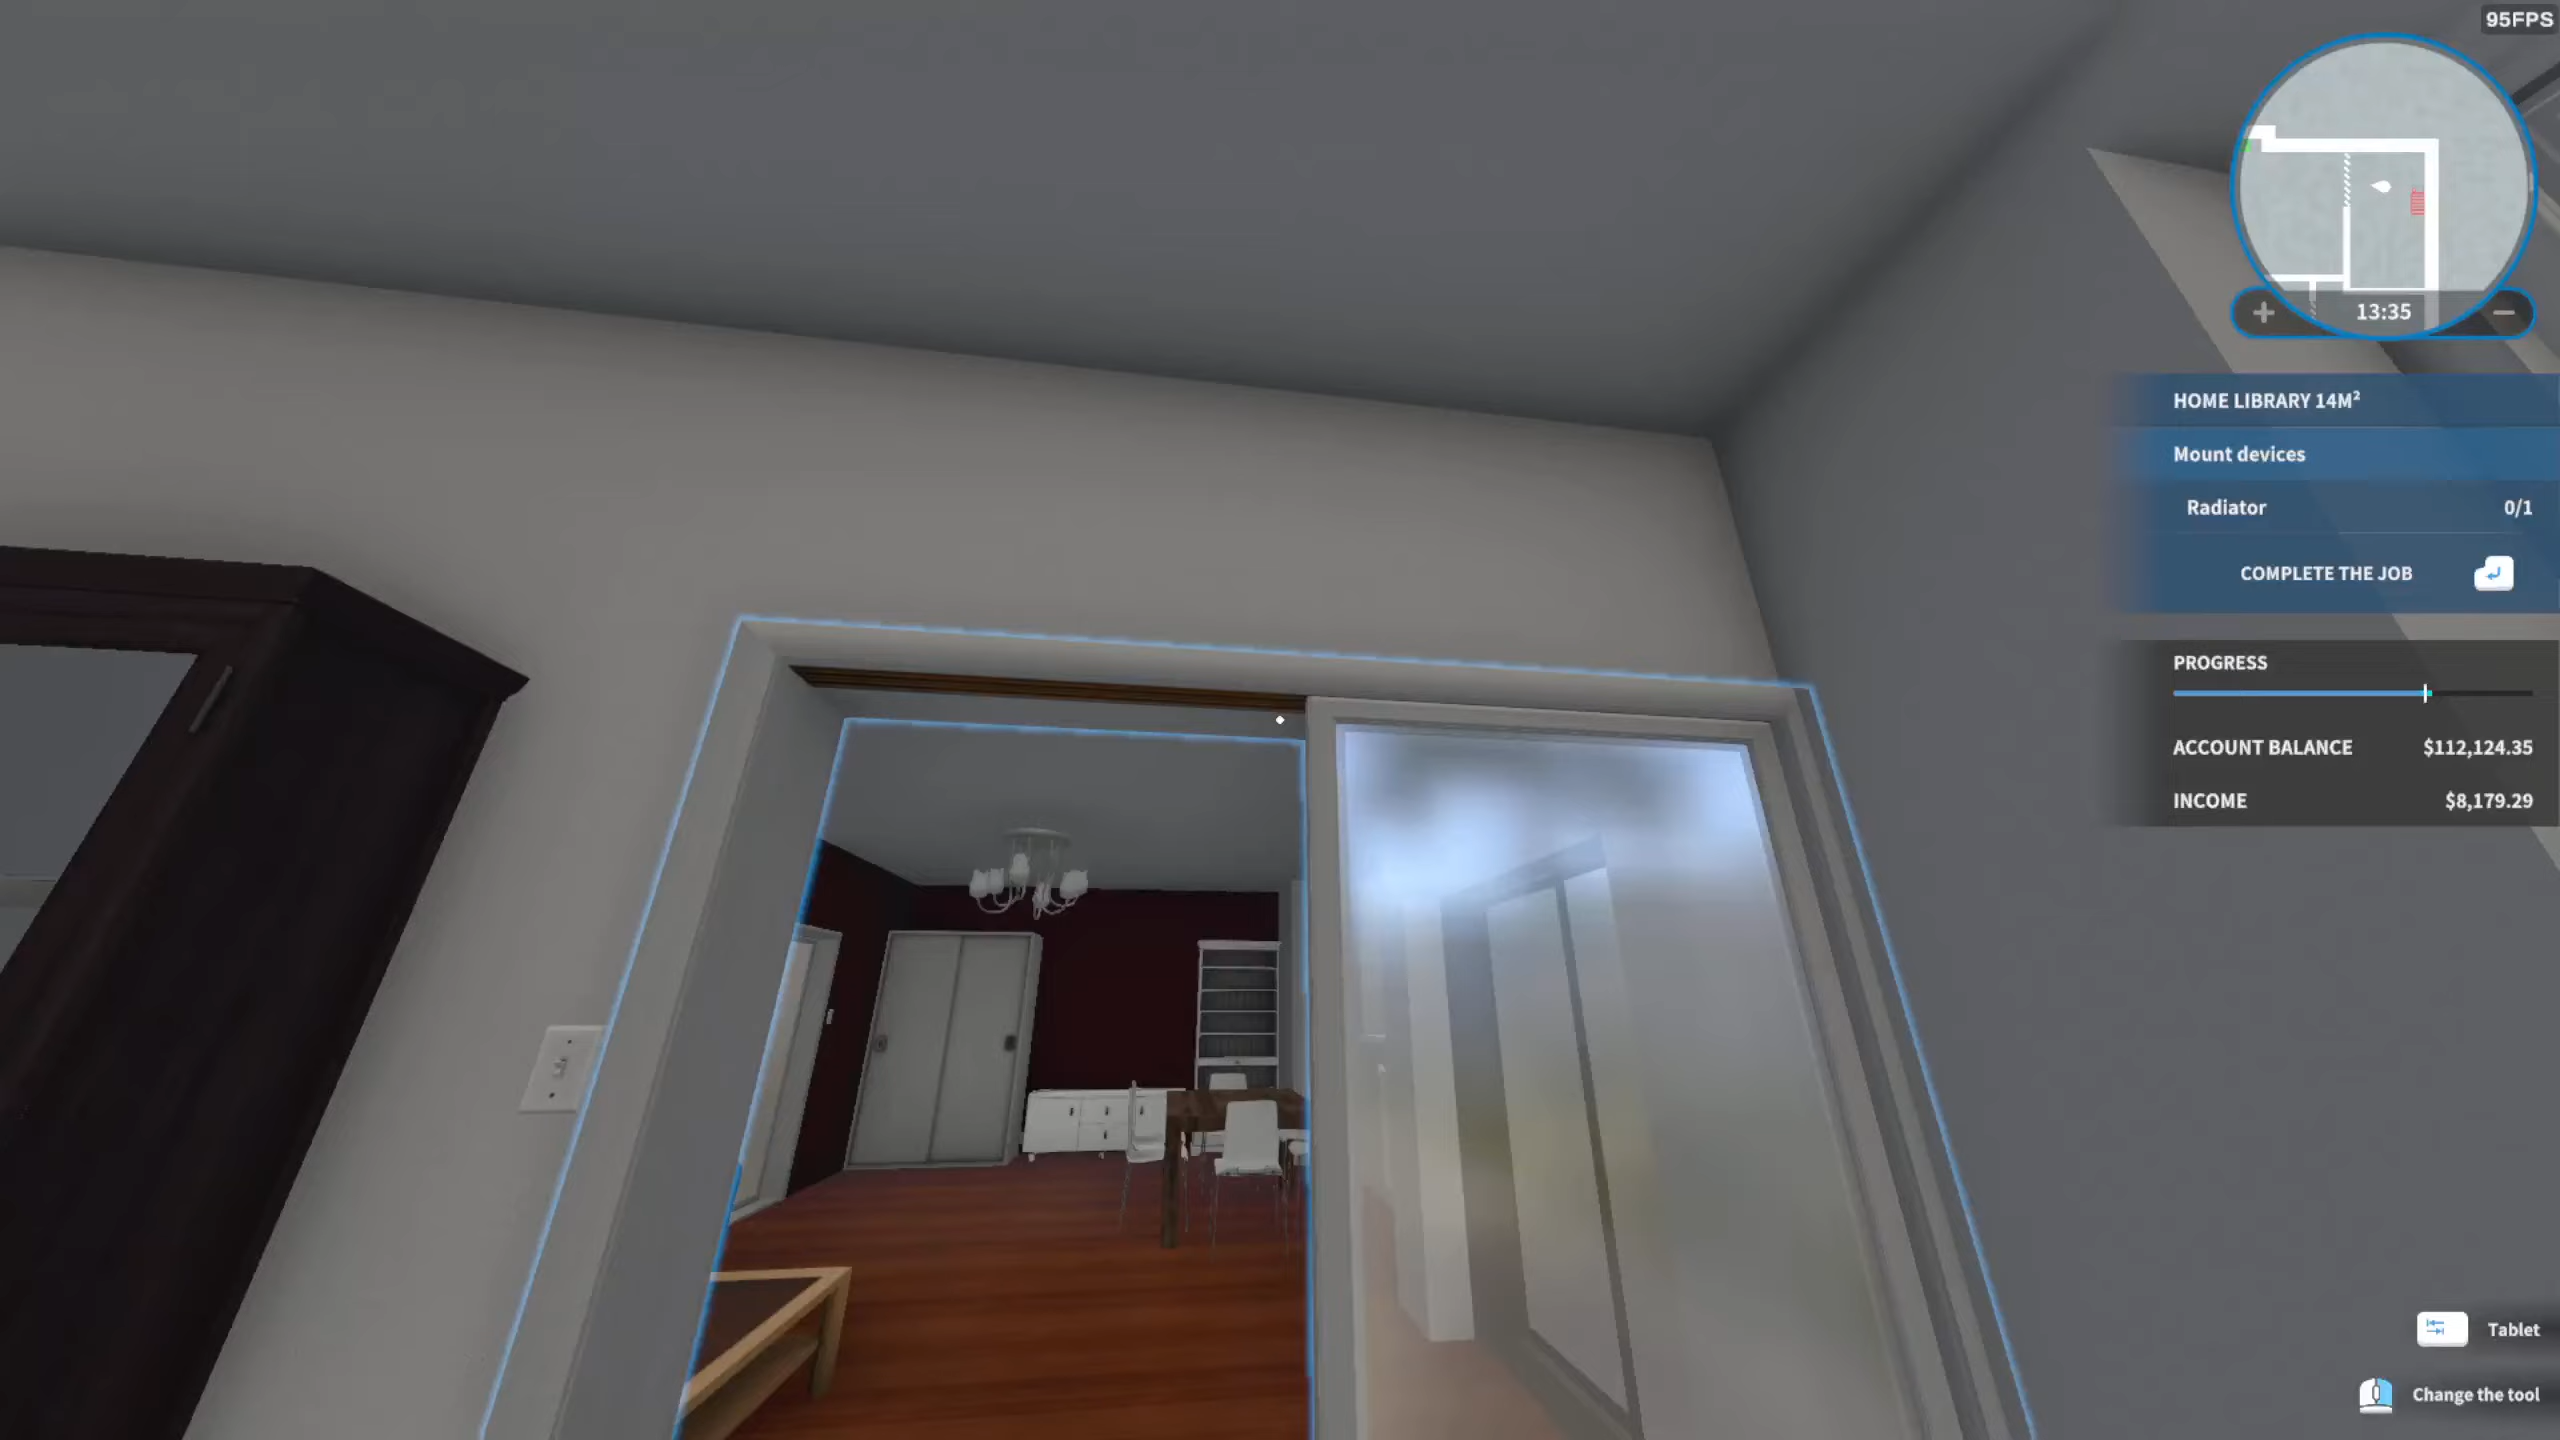 95FPS
13:35
HOME LIBRARY 14M²
Mount devices
Radiator 0/1
COMPLETE THE JOB
PROGRESS
ACCOUNT BALANCE $112,124.35
INCOME $8,179.29
Tablet
Change the tool